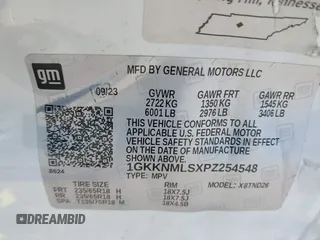 gm
09/23
MFD BY GENERAL MOTORS LLC
GVWR GAWR FRT GAWR RR
2722 KG 1350 KG 1545 KG
6001 LB 2976 LB 3406 LB
THIS VEHICLE CONFORMS TO ALL
APPLICABLE U.S. FEDERAL MOTOR
VEHICLE SAFETY STANDARDS IN
EFFECT ON THE DATE OF
MANUFACTURE SHOWN ABOVE.
1GKKNMLSXPZ254548
TYPE: MPV
TIRE SIZE RIM MODEL: X8TND26
FRT 235/65R18 H 18X7.5J
RR 235/65R18 H 18X7.5J
SPA T135/70R18 M 18X4.5B
DRIVEBID AUTO